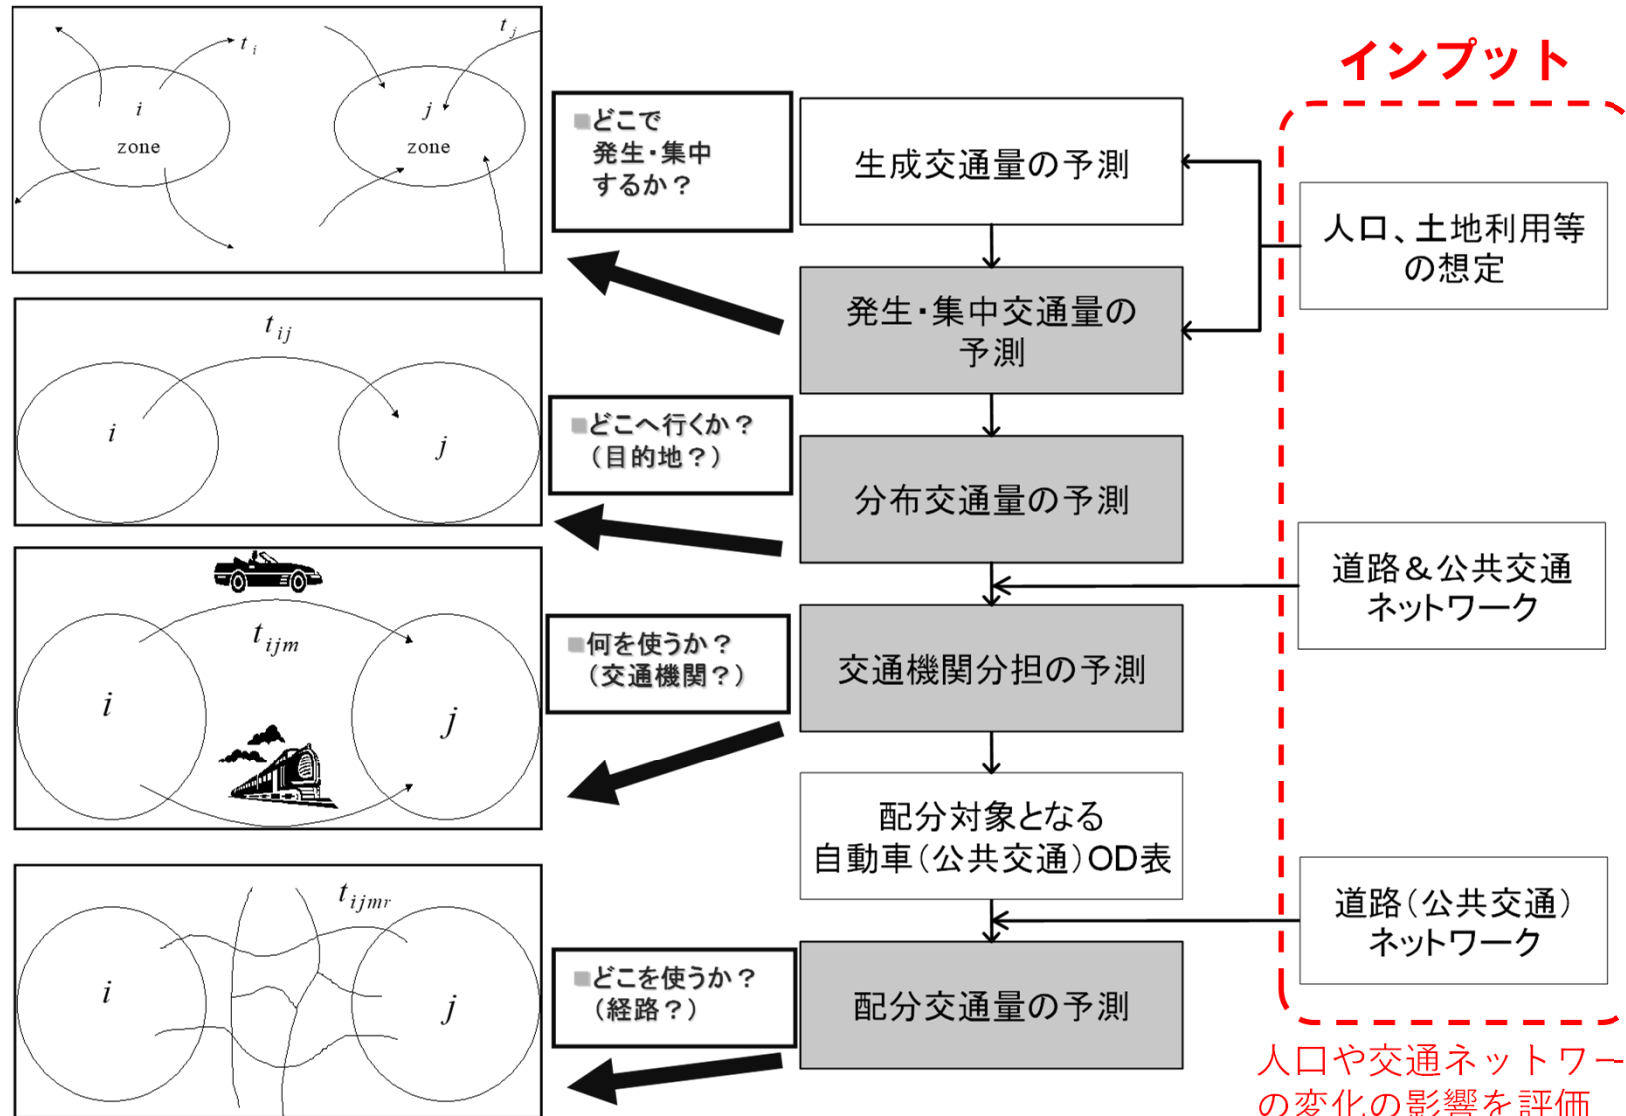 t i
t j
i
zone
j
zone
■どこで
発生・集中
するか？
生成交通量の予測
インプット
人口、土地利用等
の想定
発生・集中交通量の
予測
t ij
i
j
■どこへ行くか？
（目的地？）
分布交通量の予測
道路＆公共交通
ネットワーク
t ijm
i
j
■何を使うか？
（交通機関？）
交通機関分担の予測
配分対象となる
自動車（公共交通）OD表
t ijmr
i
j
■どこを使うか？
（経路？）
配分交通量の予測
道路（公共交通）
ネットワーク
人口や交通ネットワー
の変化の影響を評価